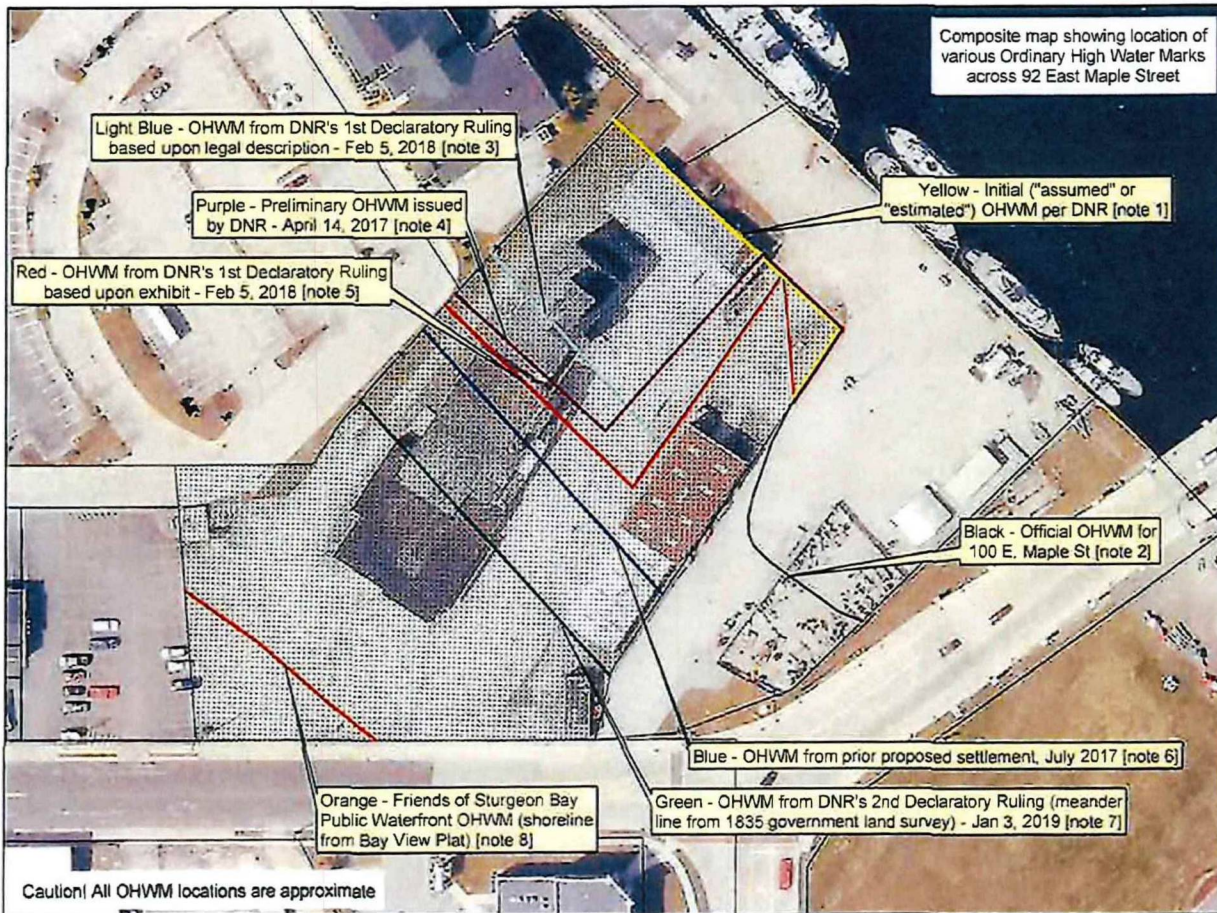 Composite map showing location of
various Ordinary High Water Marks
across 92 East Maple Street
Light Blue - OHWM from DNR's 1st Declaratory Ruling
based upon legal description - Feb 5, 2018 [note 3]
Purple - Preliminary OHWM issued
by DNR - April 14, 2017 [note 4]
Yellow - Initial ("assumed" or
"estimated") OHWM per DNR [note 1]
Red - OHWM from DNR's 1st Declaratory Ruling
based upon exhibit - Feb 5, 2018 [note 5]
Black - Official OHWM for
100 E. Maple St [note 2]
Blue - OHWM from prior proposed settlement, July 2017 [note 6]
Orange - Friends of Sturgeon Bay
Public Waterfront OHWM (shoreline
from Bay View Plat) [note 8]
Green - OHWM from DNR's 2nd Declaratory Ruling (meander
line from 1835 government land survey) - Jan 3, 2019 [note 7]
Caution! All OHWM locations are approximate